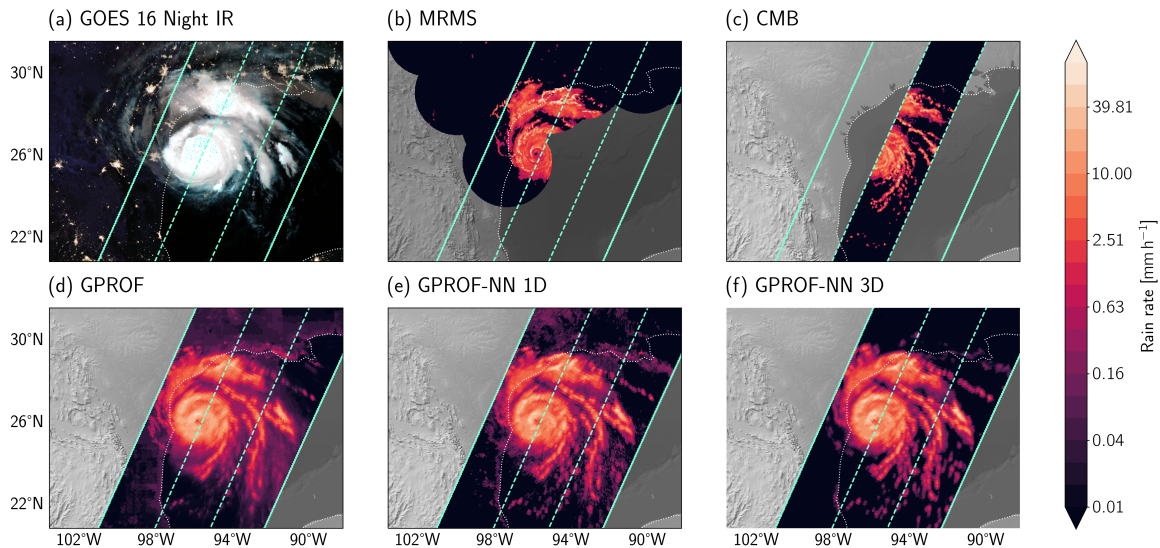 (a) GOES 16 Night IR
(b) MRMS
(c) CMB
30°N
26°N
22°N
(d) GPROF
(e) GPROF-NN 1D
(f) GPROF-NN 3D
30°N
26°N
22°N
102°W 98°W 94°W 90°W
102°W 98°W 94°W 90°W
102°W 98°W 94°W 90°W
39.81
10.00
2.51
0.63
0.16
0.04
0.01
Rain rate [mm h⁻¹]